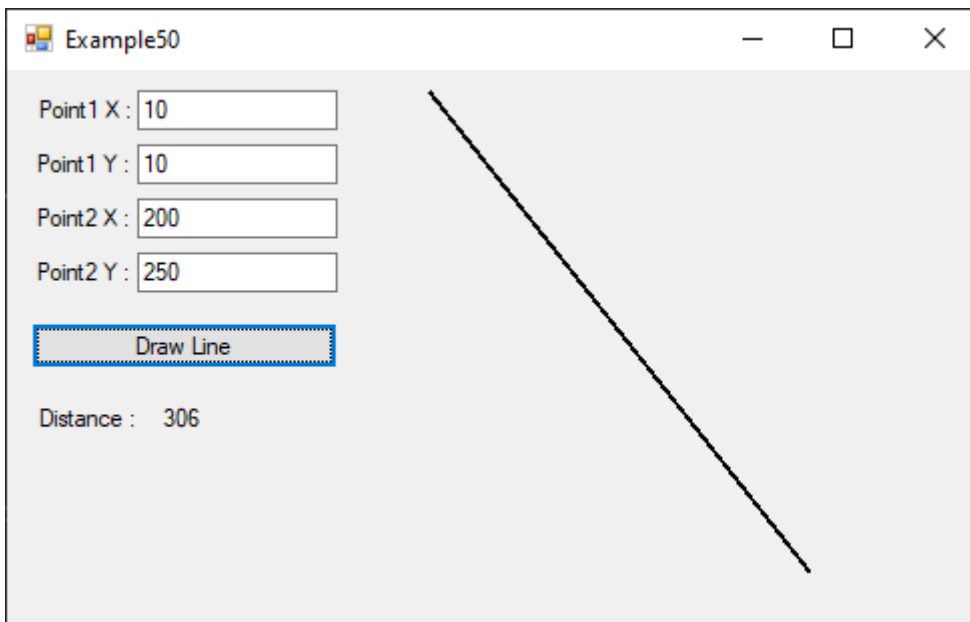 Example50
Point1 X : 10
Point1 Y : 10
Point2 X : 200
Point2 Y : 250
Draw Line
Distance : 306